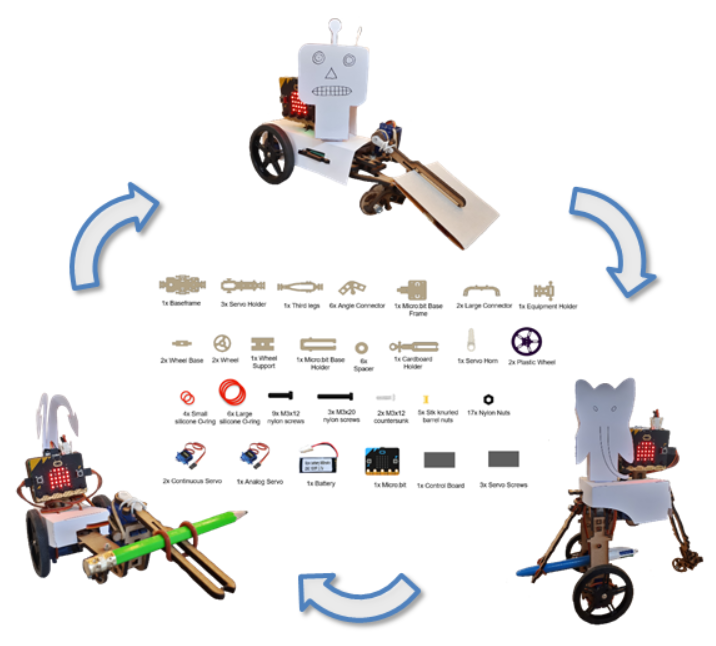 1x Baseframe
3x Servo Holder
1x Third legs
6x Angle Connector
1x Micro:bit Base
Frame
2x Large Connector
1x Equipment Holder
2x Wheel Base
2x Wheel
1x Wheel
Support
1x Micro:bit Base
Holder
6x
Spacer
1x Cardboard
Holder
1x Servo Horn
2x Plastic Wheel
4x Small
silicone O-ring
6x Large
silicone O-ring
9x M3x12
nylon screws
3x M3x20
nylon screws
2x M3x12
countersunk
5x Stk knurled
barrel nuts
17x Nylon Nuts
2x Continuous Servo
1x Analog Servo
1x Battery
1x Micro:bit
1x Control Board
3x Servo Screws